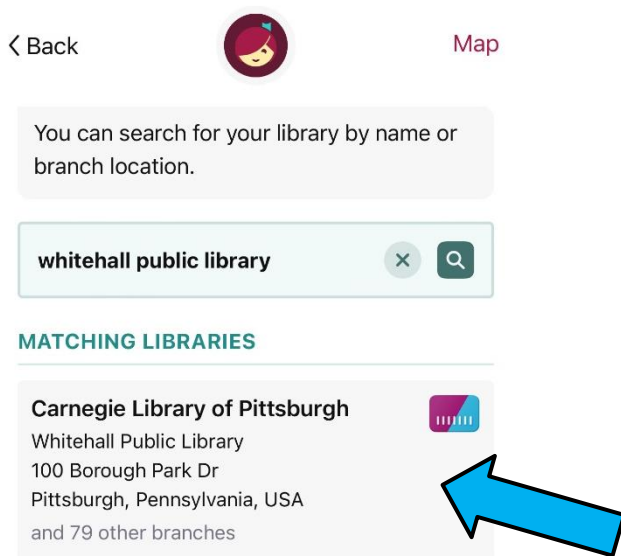 Back
Map
You can search for your library by name or
branch location.
whitehall public library
MATCHING LIBRARIES
Carnegie Library of Pittsburgh
Whitehall Public Library
100 Borough Park Dr
Pittsburgh, Pennsylvania, USA
and 79 other branches